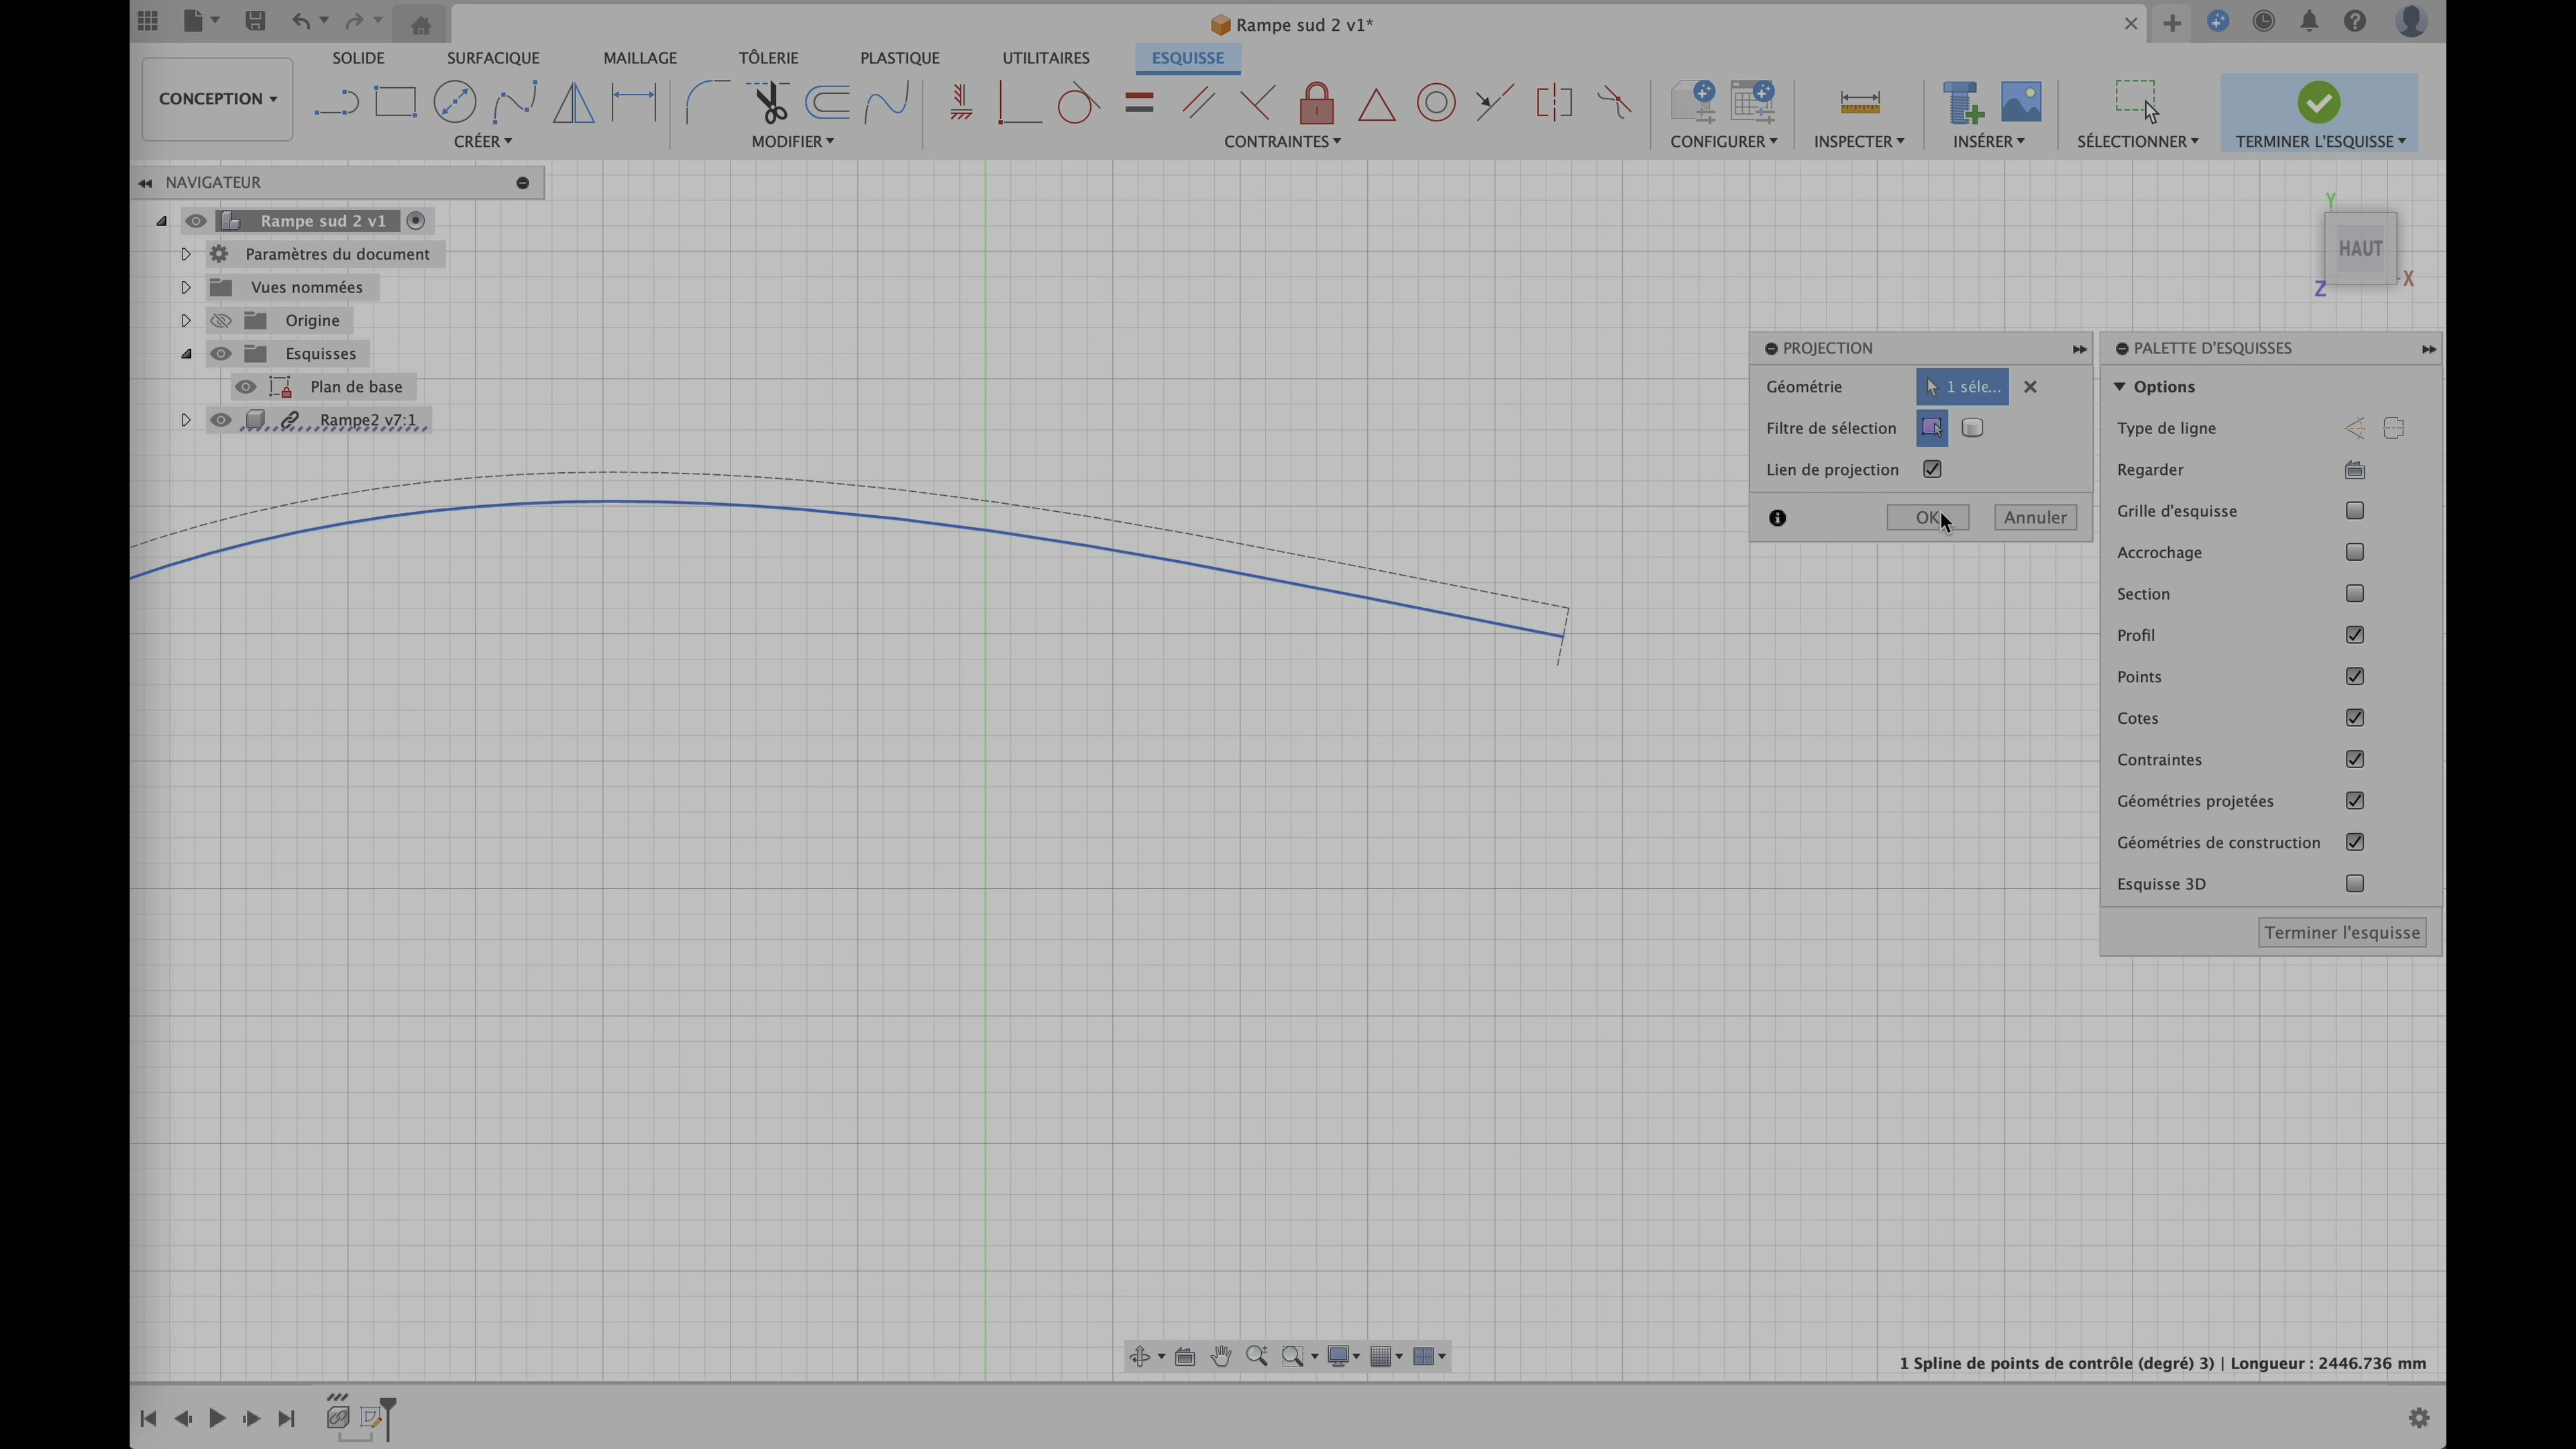 Rampe sud 2 v1*
SOLIDE SURFACIQUE MAILLAGE TÔLERIE PLASTIQUE UTILITAIRES ESQUISSE
CONCEPTION
CRÉER MODIFIER CONTRAINTES CONFIGURER INSPECTER INSÉRER SÉLECTIONNER TERMINER L'ESQUISSE
NAVIGATEUR
Rampe sud 2 v1
Paramètres du document
Vues nommées
Origine
Esquisses
Plan de base
Rampe2 v7:1
Y
HAUT
X
Z
PROJECTION
Géométrie 1 séle...
Filtre de sélection
Lien de projection
OK Annuler
PALETTE D'ESQUISSES
Options
Type de ligne
Regarder
Grille d'esquisse
Accrochage
Section
Profil
Points
Cotes
Contraintes
Géométries projetées
Géométries de construction
Esquisse 3D
Terminer l'esquisse
1 Spline de points de contrôle (degré) 3) | Longueur : 2446.736 mm